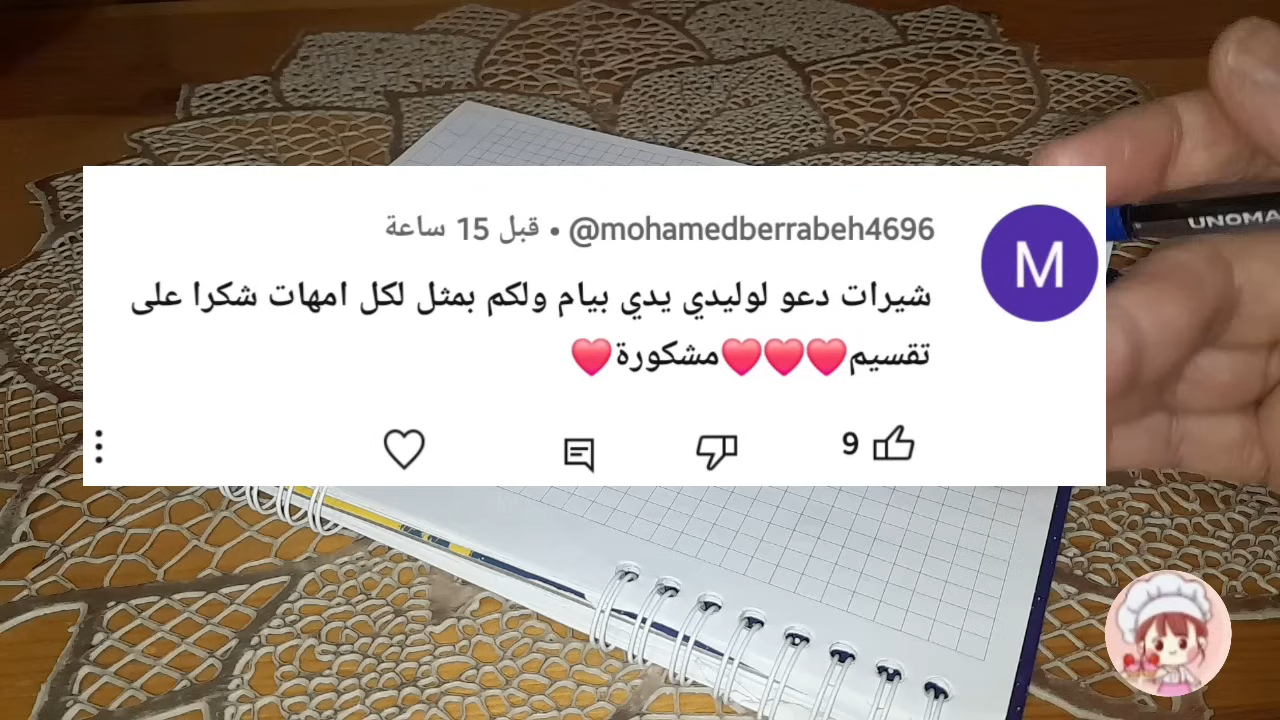 @mohamedberrabeh4696 • قبل 15 ساعة
M
شيرات دعو لوليدي يدي بيام ولكم بمثل لكل امهات شكرا على
تقسيم❤️❤️❤️مشكورة❤️
9
UNOMA